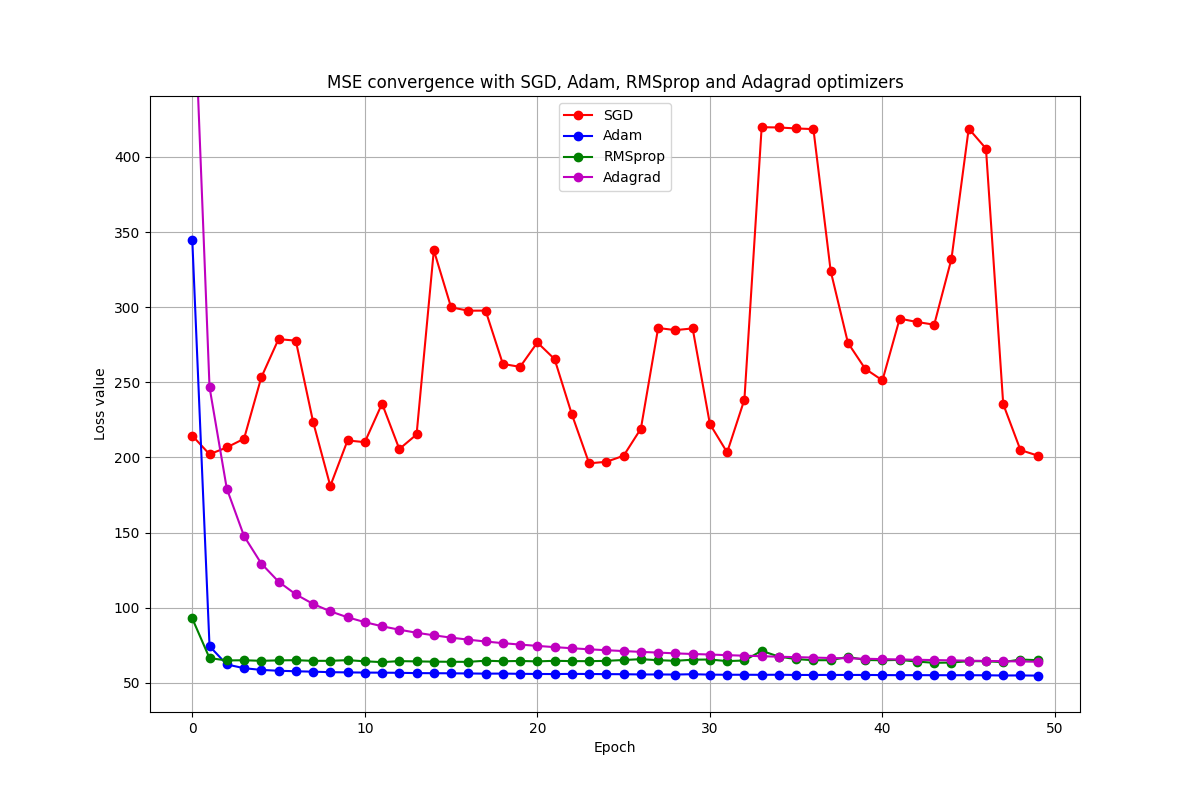 MSE convergence with SGD, Adam, RMSprop and Adagrad optimizers
SGD
Adam
RMSprop
Adagrad
Loss value
400
350
300
250
200
150
100
50
0 10 20 30 40 50
Epoch